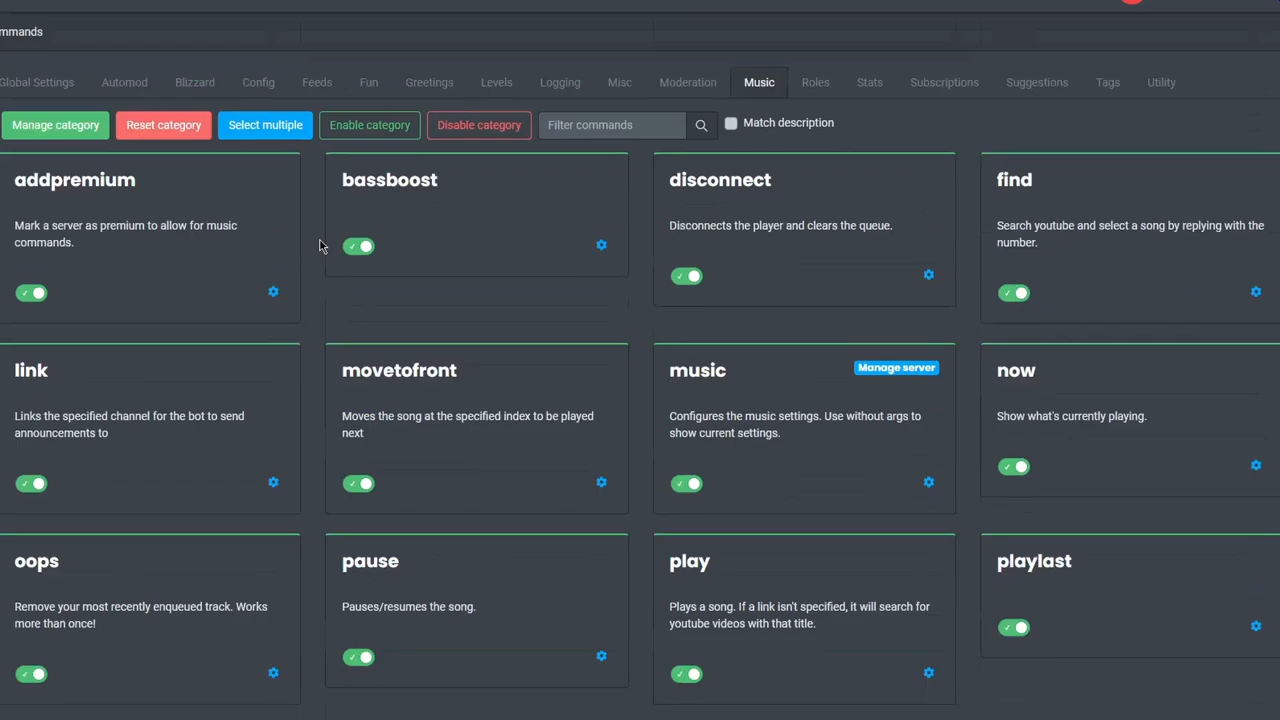 mmands
Global Settings
Automod
Blizzard
Config
Feeds
Fun
Greetings
Levels
Logging
Misc
Moderation
Music
Roles
Stats
Subscriptions
Suggestions
Tags
Utility
Manage category
Reset category
Select multiple
Enable category
Disable category
Filter commands
Match description
addpremium
Mark a server as premium to allow for music
commands.
bassboost
disconnect
Disconnects the player and clears the queue.
find
Search youtube and select a song by replying with the
number.
link
Links the specified channel for the bot to send
announcements to
movetofront
Moves the song at the specified index to be played
next
music
Manage server
Configures the music settings. Use without args to
show current settings.
now
Show what's currently playing.
oops
Remove your most recently enqueued track. Works
more than once!
pause
Pauses/resumes the song.
play
Plays a song. If a link isn't specified, it will search for
youtube videos with that title.
playlast